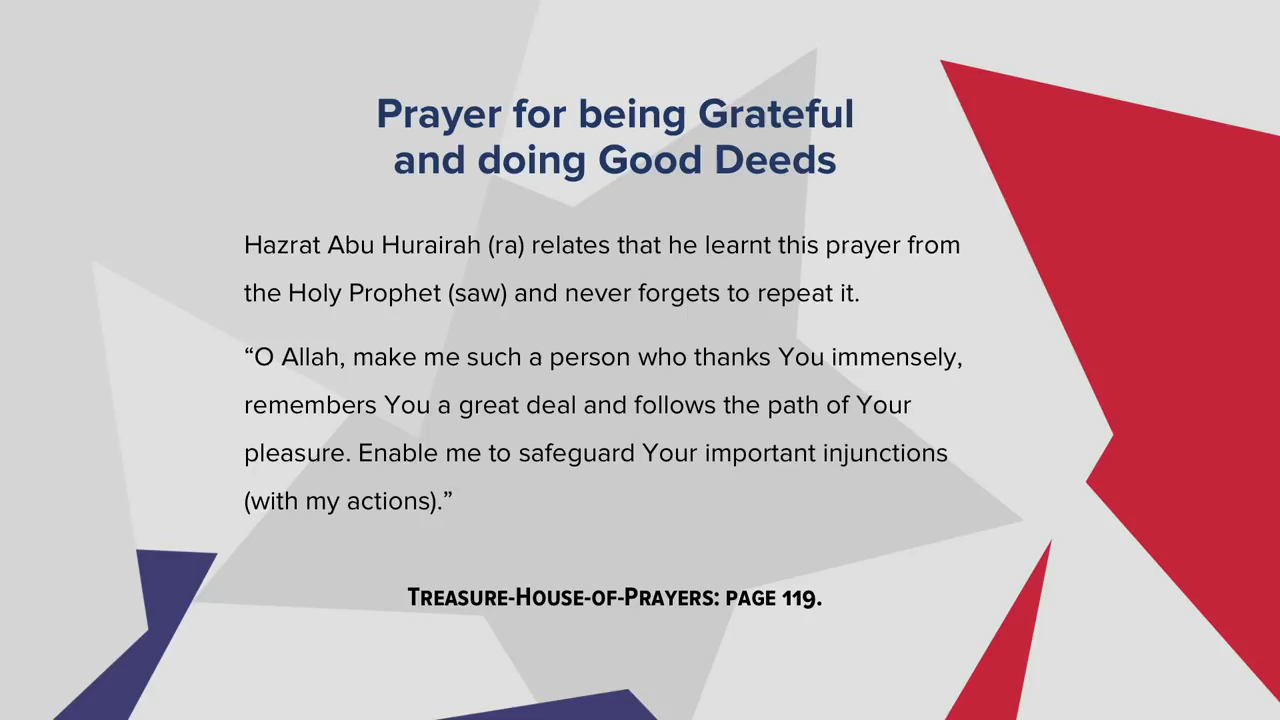 Prayer for being Grateful
and doing Good Deeds
Hazrat Abu Hurairah (ra) relates that he learnt this prayer from
the Holy Prophet (saw) and never forgets to repeat it.
“O Allah, make me such a person who thanks You immensely,
remembers You a great deal and follows the path of Your
pleasure. Enable me to safeguard Your important injunctions
(with my actions).”
Treasure-House-of-Prayers: page 119.